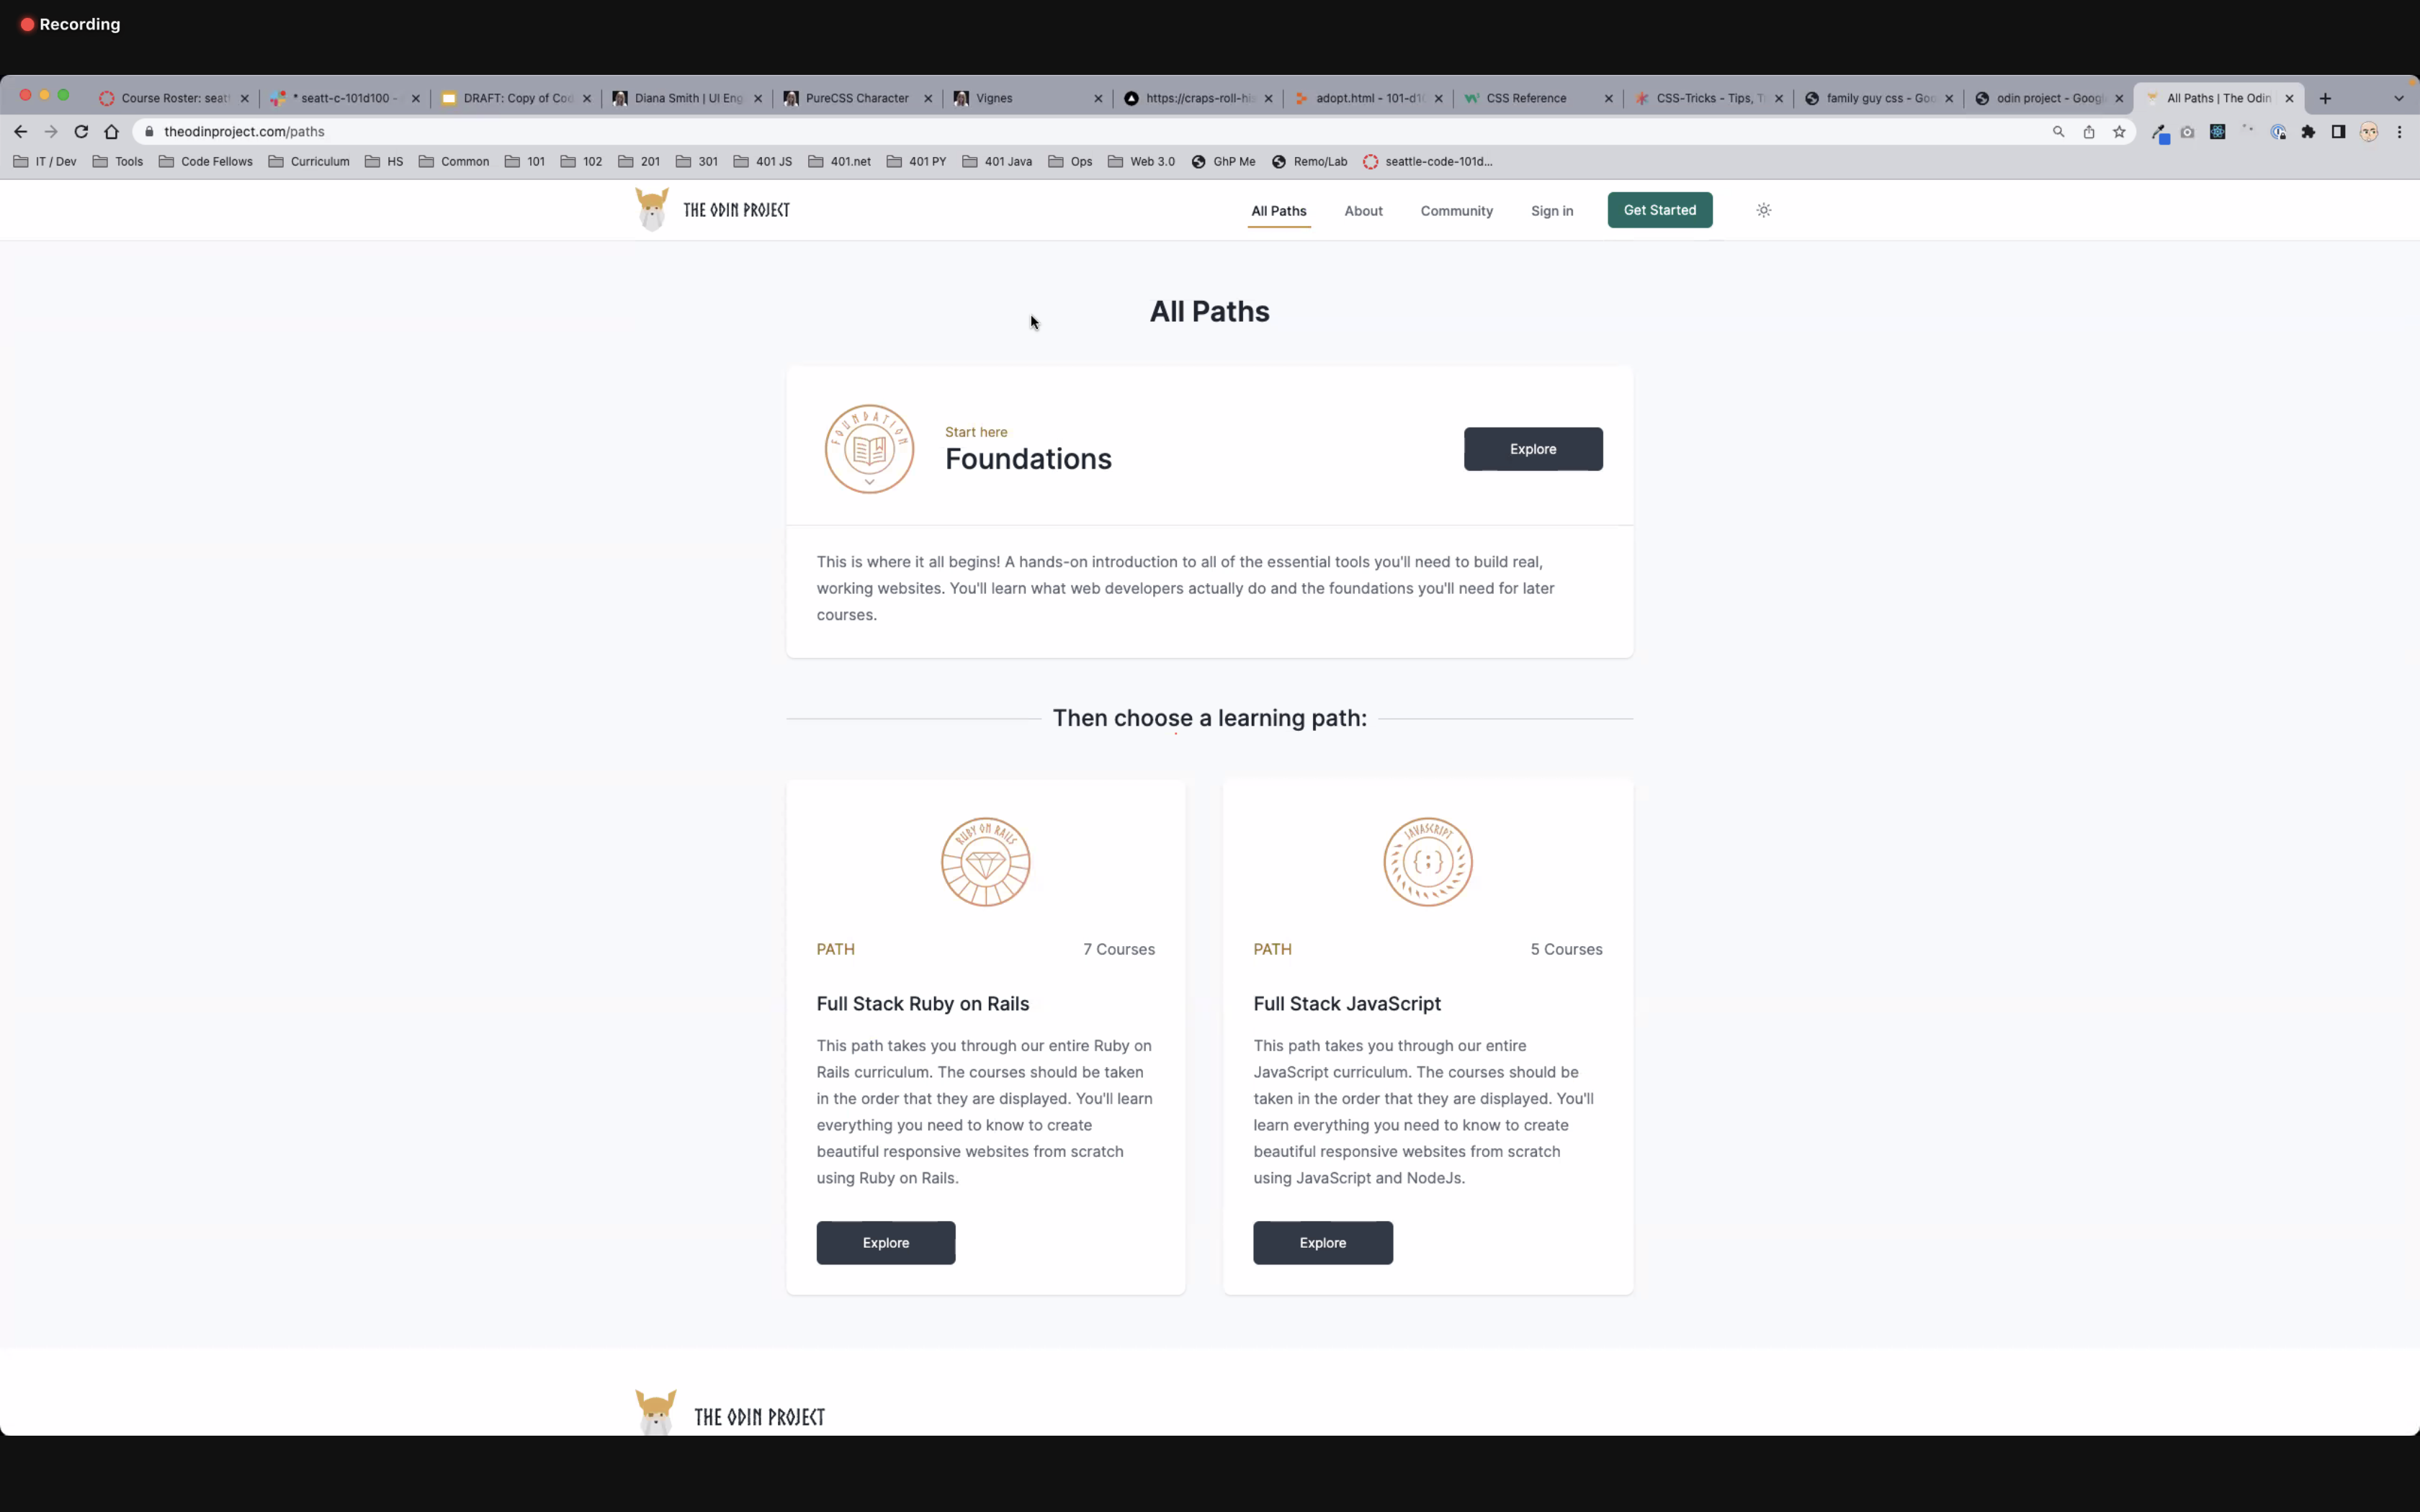 Recording
Course Roster: seat
* seatt-c-101d100 -
DRAFT: Copy of Cod
Diana Smith | UI Eng
PureCSS Character
Vignes
https://craps-roll-his
adopt.html - 101-d1
CSS Reference
CSS-Tricks - Tips, T
family guy css - Goo
odin project - Google
All Paths | The Odin
theodinproject.com/paths
IT / Dev
Tools
Code Fellows
Curriculum
HS
Common
101
102
201
301
401 JS
401.net
401 PY
401 Java
Ops
Web 3.0
GhP Me
Remo/Lab
seattle-code-101d...
THE ODIN PROJECT
All Paths
About
Community
Sign in
Get Started
All Paths
FOUNDATION
Start here
Foundations
Explore
This is where it all begins! A hands-on introduction to all of the essential tools you'll need to build real,
working websites. You'll learn what web developers actually do and the foundations you'll need for later
courses.
Then choose a learning path:
RUBY ON RAILS
PATH
7 Courses
Full Stack Ruby on Rails
This path takes you through our entire Ruby on
Rails curriculum. The courses should be taken
in the order that they are displayed. You'll learn
everything you need to know to create
beautiful responsive websites from scratch
using Ruby on Rails.
Explore
JAVASCRIPT
{;}
PATH
5 Courses
Full Stack JavaScript
This path takes you through our entire
JavaScript curriculum. The courses should be
taken in the order that they are displayed. You'll
learn everything you need to know to create
beautiful responsive websites from scratch
using JavaScript and NodeJs.
Explore
THE ODIN PROJECT